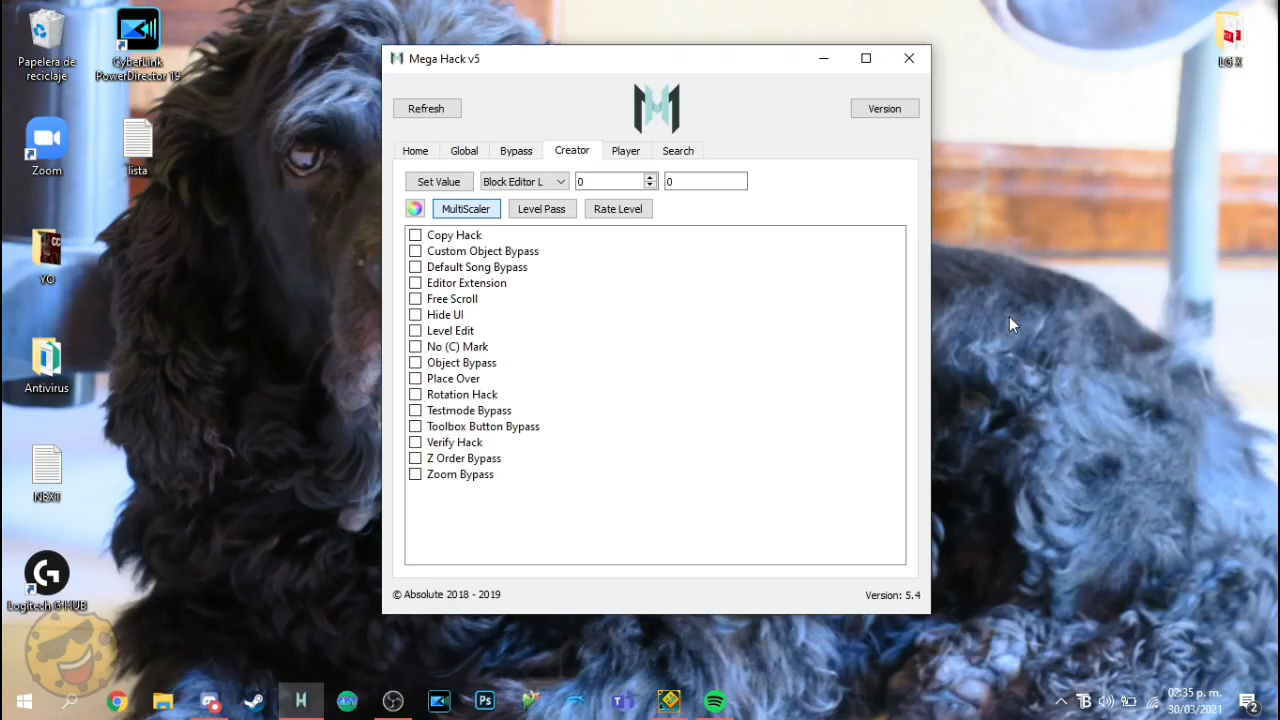 Papelera de
reciclaje
CyberLink
PowerDirector 19
Zoom
lista
YO
Antivirus
NEXT
Logitech G HUB
LG X
Mega Hack v5
Refresh
Version
Home
Global
Bypass
Creator
Player
Search
Set Value
Block Editor L
0
0
MultiScaler
Level Pass
Rate Level
Copy Hack
Custom Object Bypass
Default Song Bypass
Editor Extension
Free Scroll
Hide UI
Level Edit
No (C) Mark
Object Bypass
Place Over
Rotation Hack
Testmode Bypass
Toolbox Button Bypass
Verify Hack
Z Order Bypass
Zoom Bypass
© Absolute 2018 - 2019
Version: 5.4
Ps
02:35 p. m.
30/03/2021
2